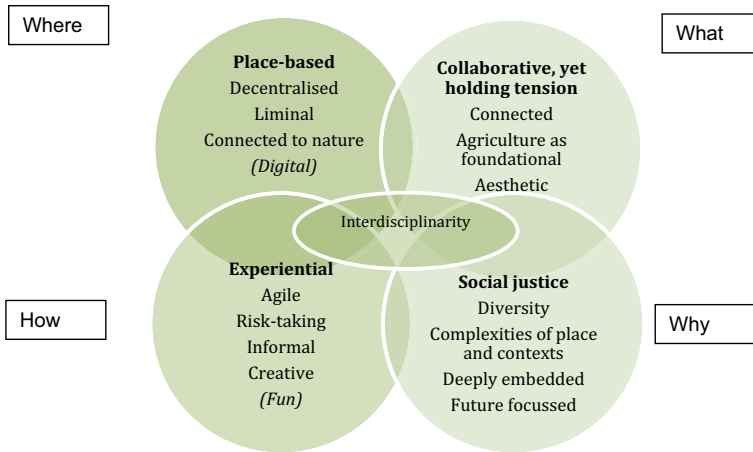 Where
What
Place-based
Decentralised
Liminal
Connected to nature
(Digital)
Collaborative, yet
holding tension
Connected
Agriculture as
foundational
Aesthetic
Interdisciplinarity
How
Experiential
Agile
Risk-taking
Informal
Creative
(Fun)
Social justice
Diversity
Complexities of place
and contexts
Deeply embedded
Future focussed
Why